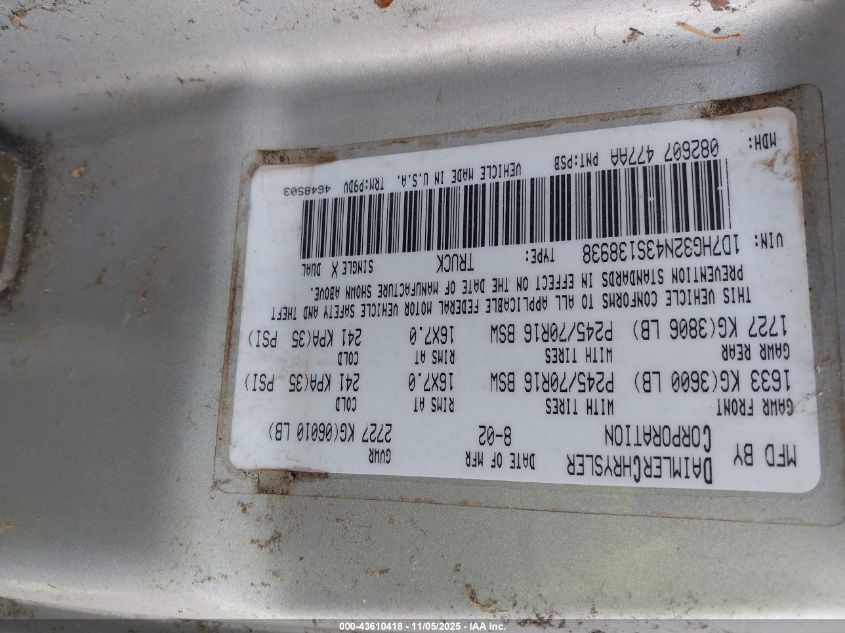 MFD BY DAIMLERCHRYSLER CORPORATION
DATE OF MFR 8-02
GVWR 2727 KG(06010 LB)
GAWR FRONT WITH TIRES RIMS AT COLD
1633 KG(3600 LB) P245/70R16 BSW 16X7.0 241 KPA(35 PSI)
GAWR REAR WITH TIRES RIMS AT COLD
1727 KG(3806 LB) P245/70R16 BSW 16X7.0 241 KPA(35 PSI)
THIS VEHICLE CONFORMS TO ALL APPLICABLE FEDERAL MOTOR VEHICLE SAFETY AND THEFT
PREVENTION STANDARDS IN EFFECT ON THE DATE OF MANUFACTURE SHOWN ABOVE.
VIN: 1D7HG32N43S138938 TYPE: TRUCK SINGLE X DUAL
MDH: 082607 477AA PNT:PSB VEHICLE MADE IN U.S.A. TRM:P9DV 4648503
000-43610418 - 11/05/2025 - IAA Inc.